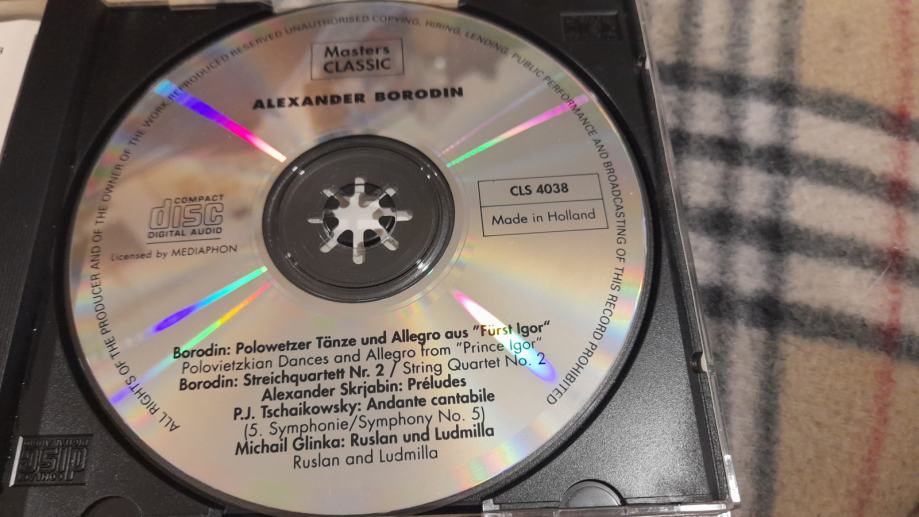 Masters
CLASSIC
ALEXANDER BORODIN
COMPACT
disc
DIGITAL AUDIO
Licensed by MEDIAPHON
CLS 4038
Made in Holland
Borodin: Polowetzer Tänze und Allegro aus "Fürst Igor"
Polovietzkian Dances and Allegro from "Prince Igor"
Borodin: Streichquartett Nr. 2 / String Quartet No. 2
Alexander Skrjabin: Préludes
P.J. Tschaikowsky: Andante cantabile
(5. Symphonie/Symphony No. 5)
Michail Glinka: Ruslan und Ludmilla
Ruslan and Ludmilla
ALL RIGHTS OF THE PRODUCER AND OF THE OWNER OF THE WORK REPRODUCED RESERVED UNAUTHORISED COPYING, HIRING, LENDING, PUBLIC PERFORMANCE AND BROADCASTING OF THIS RECORD PROHIBITED